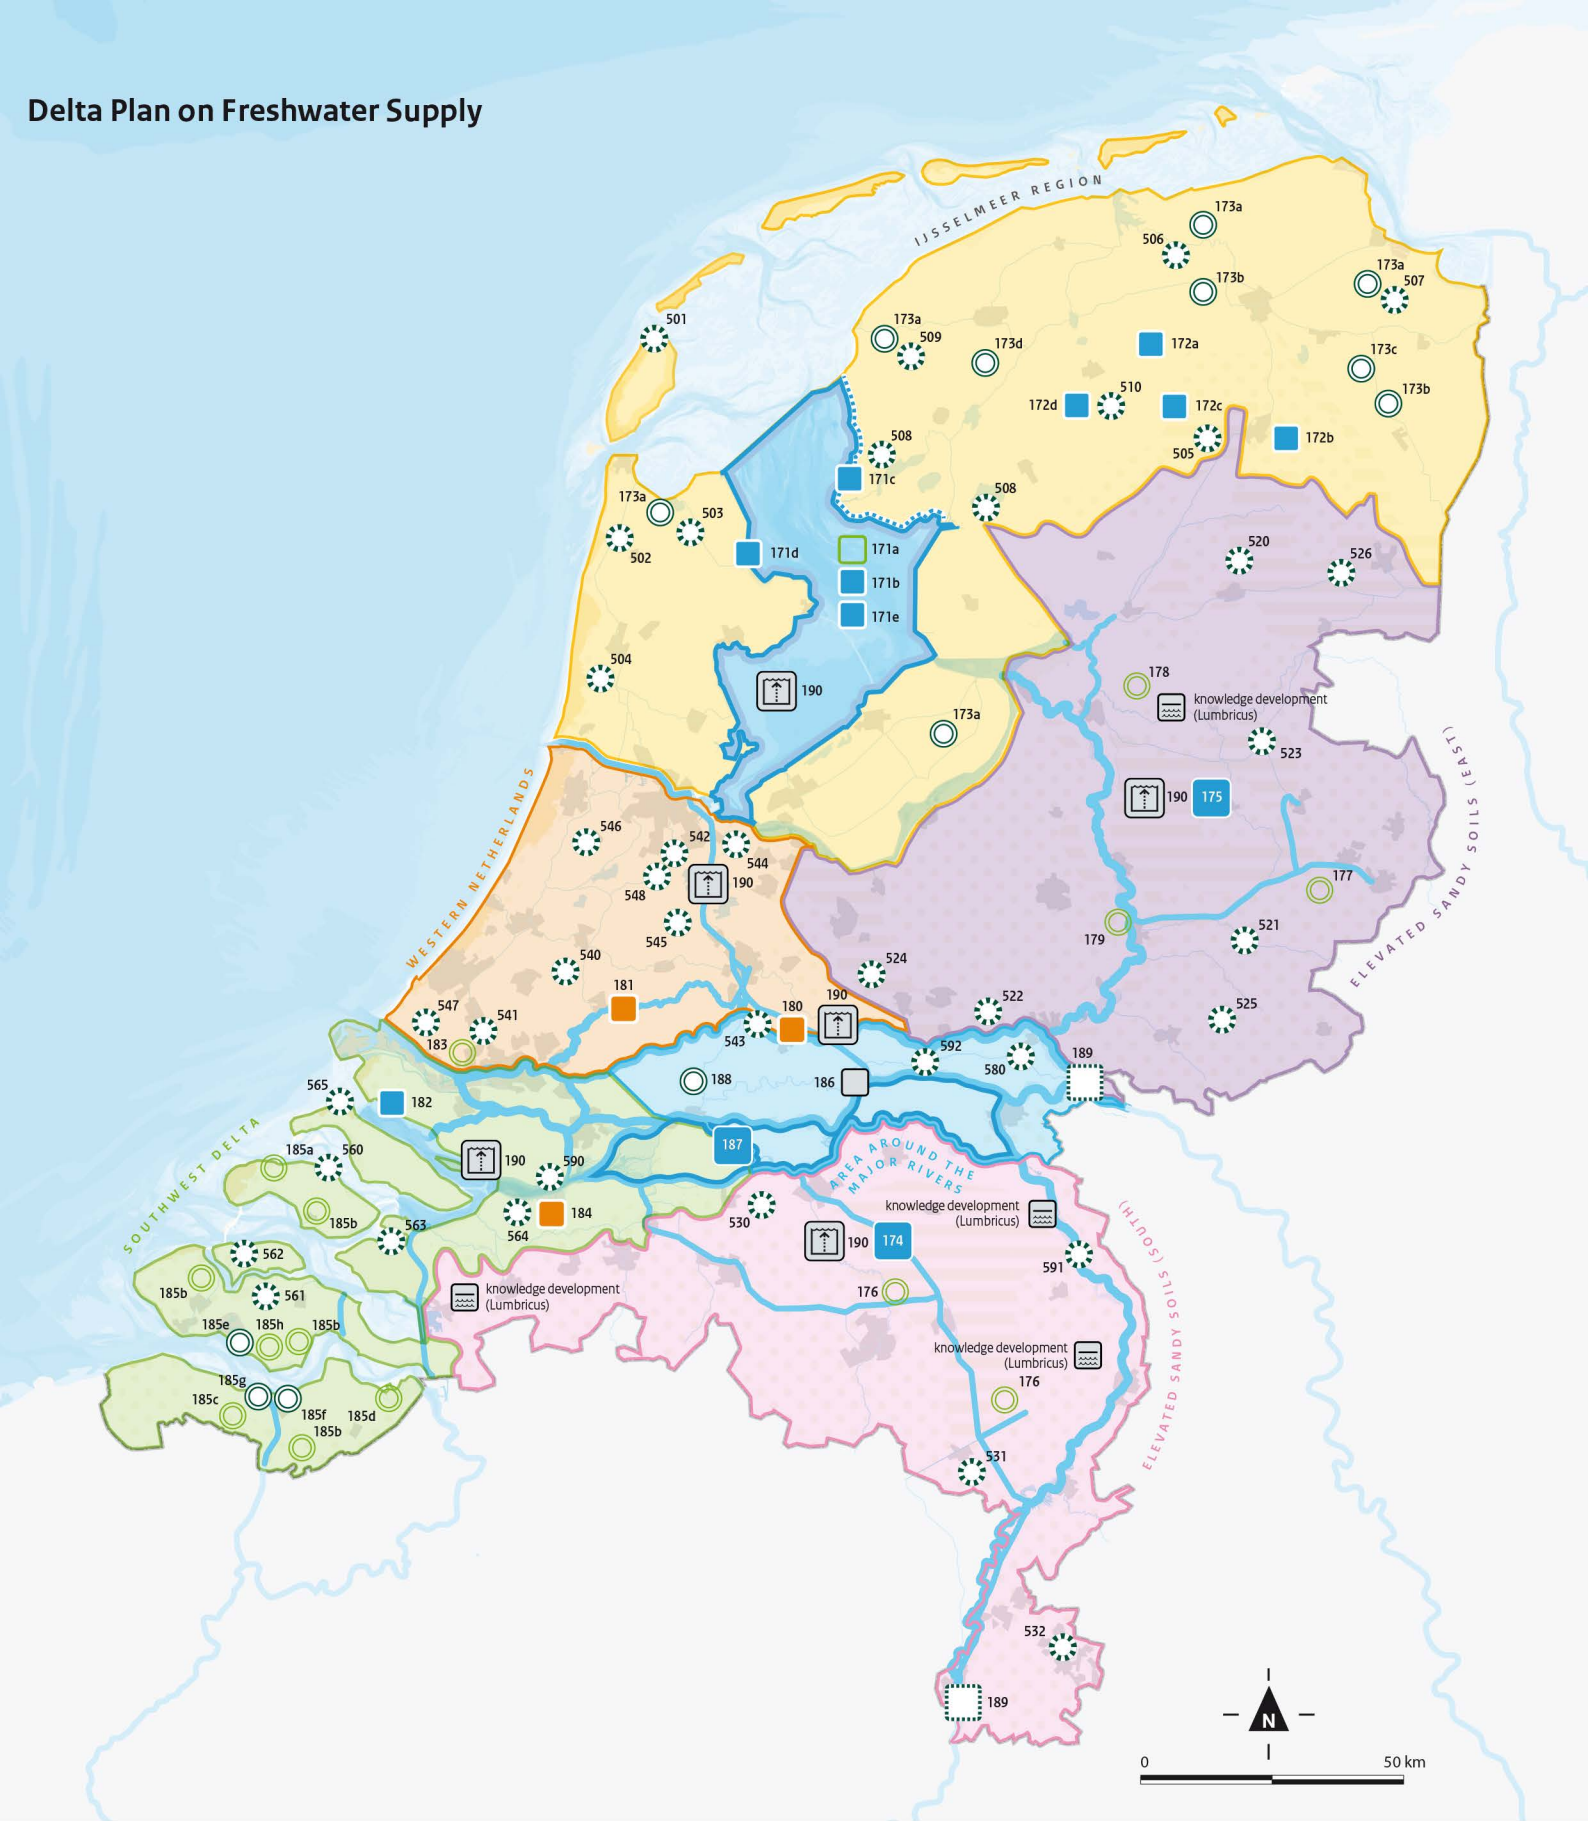 Delta Plan on Freshwater Supply
IJSSELMEER REGION
173a
506
173b
173a
507
501
173a
509
173d
172a
173c
510
172d
172c
173b
508
505
172b
171c
508
173a
503
502
171d
171a
171b
171e
520
526
504
190
178
knowledge development
(Lumbricus)
173a
523
190
175
ELEVATED SANDY SOILS (EAST)
WESTERN NETHERLANDS
546
542
544
548
190
545
177
179
521
540
524
181
190
180
522
525
547
541
183
543
592
580
189
565
182
188
186
SOUTHWEST DELTA
185a
560
190
590
187
AREA AROUND THE
MAJOR RIVERS
185b
563
564
184
530
knowledge development
(Lumbricus)
190
174
591
ELEVATED SANDY SOILS (SOUTH)
562
185b
561
knowledge development
(Lumbricus)
176
185e
185h
185b
knowledge development
(Lumbricus)
185g
185c
185f
185d
185b
176
531
532
189
N
0
50 km